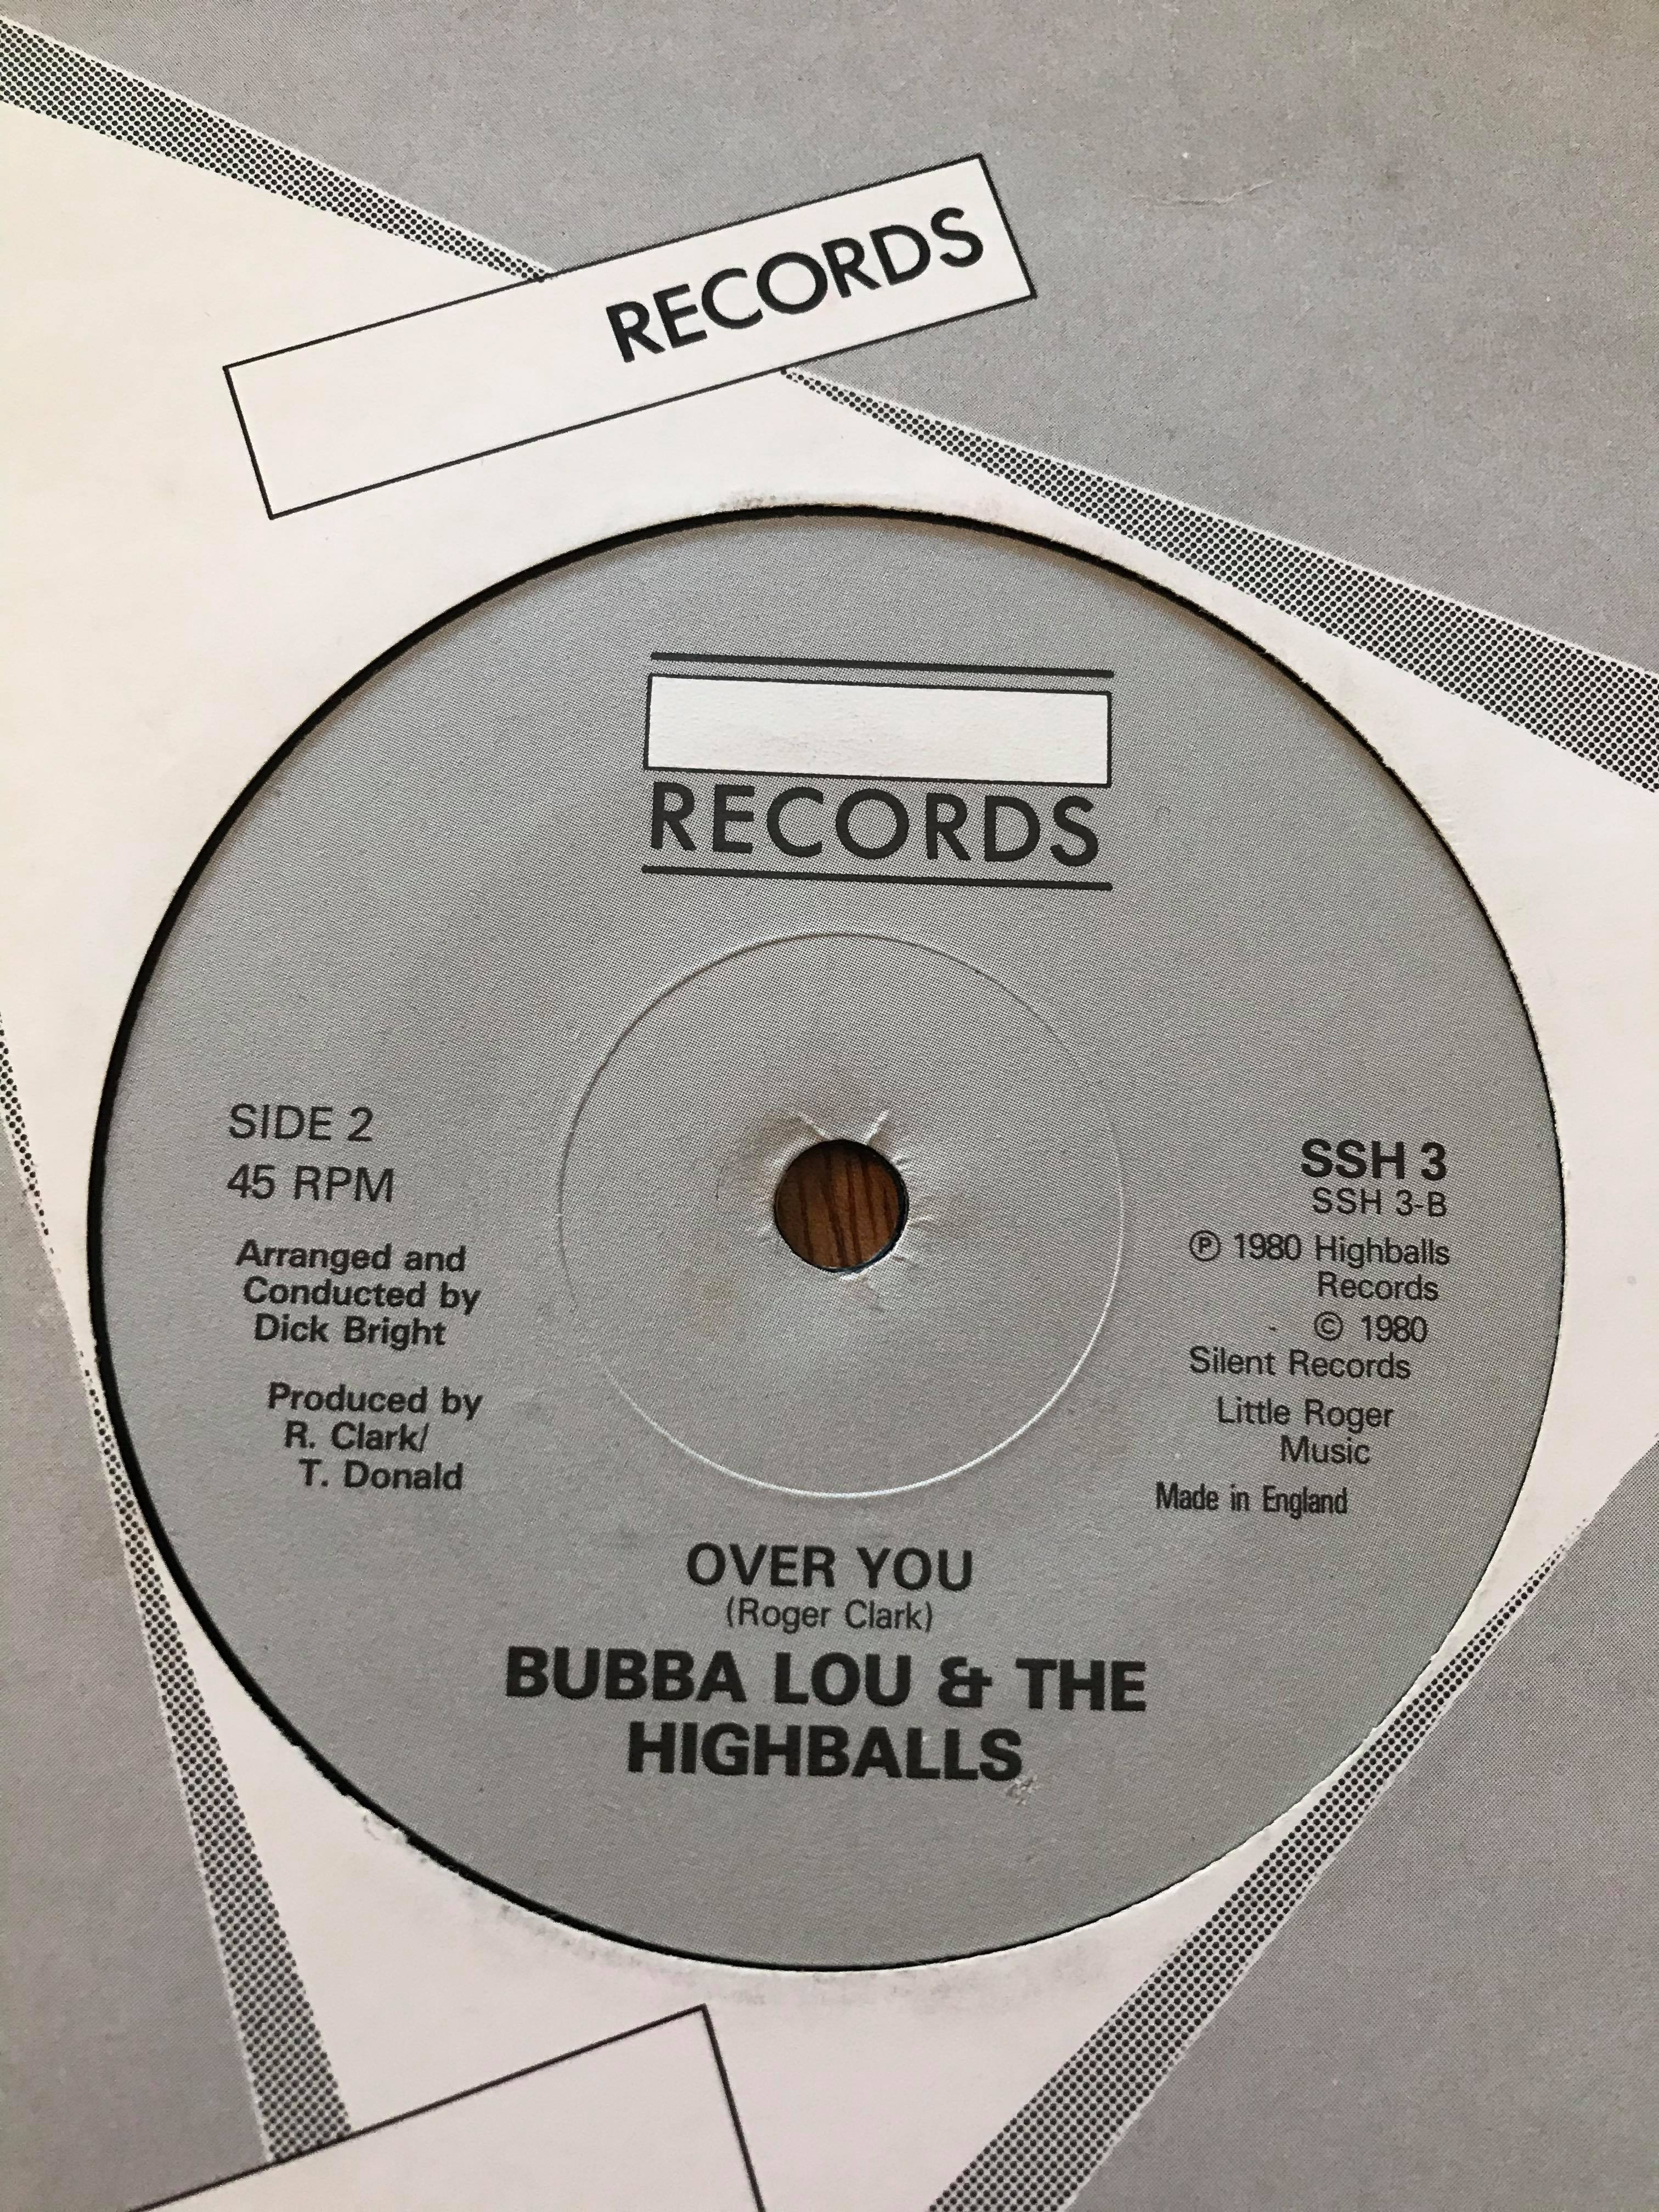 RECORDS
RECORDS
SIDE 2
45 RPM
Arranged and
Conducted by
Dick Bright
Produced by
R. Clark/
T. Donald
SSH 3
SSH 3-B
℗ 1980 Highballs
Records
© 1980
Silent Records
Little Roger
Music
Made in England
OVER YOU
(Roger Clark)
BUBBA LOU & THE
HIGHBALLS